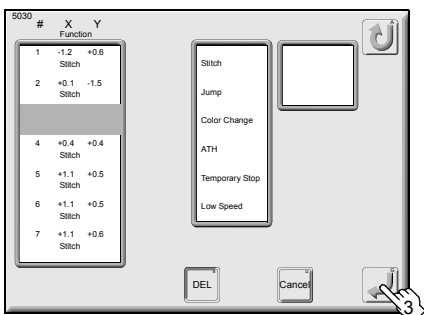 5030
# X Y
Function
1 -1.2 +0.6
Stitch
2 +0.1 -1.5
Stitch
4 +0.4 +0.4
Stitch
5 +1.1 +0.5
Stitch
6 +1.1 +0.5
Stitch
7 +1.1 +0.6
Stitch
Stitch
Jump
Color Change
ATH
Temporary Stop
Low Speed
DEL
Cancel
3